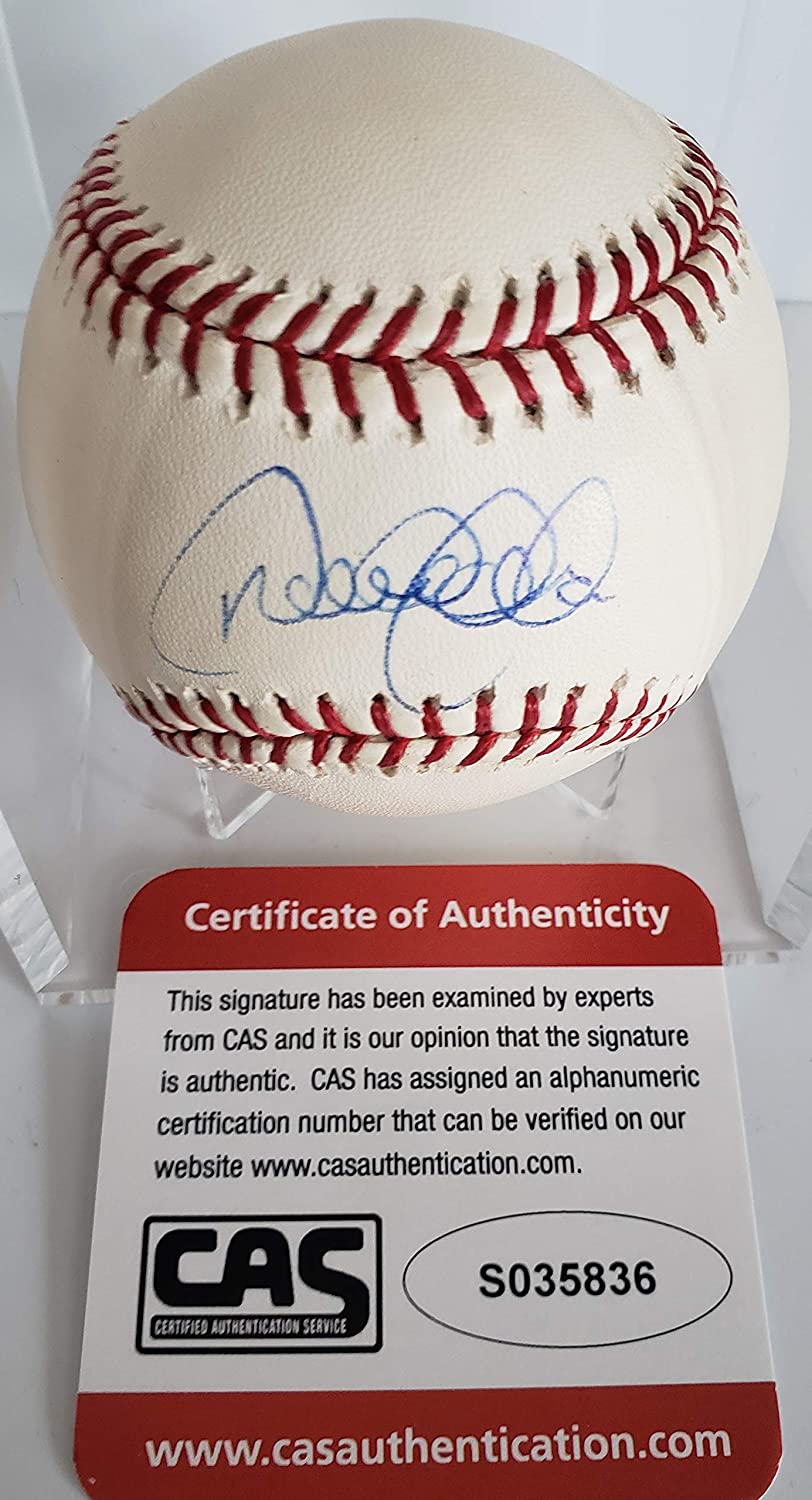 Certificate of Authenticity
This signature has been examined by experts
from CAS and it is our opinion that the signature
is authentic. CAS has assigned an alphanumeric
certification number that can be verified on our
website www.casauthentication.com.
CAS
CERTIFIED AUTHENTICATION SERVICE
S035836
www.casauthentication.com